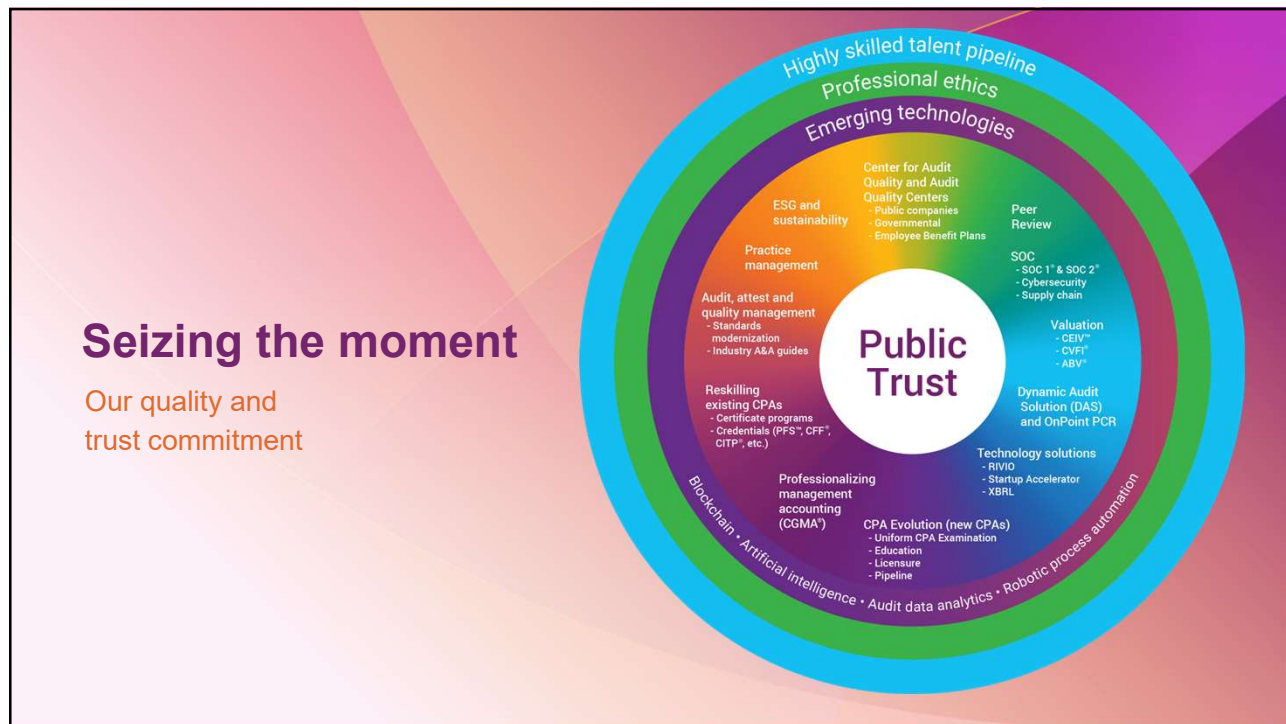 Seizing the moment
Our quality and
trust commitment
Highly skilled talent pipeline
Professional ethics
Emerging technologies
Center for Audit
Quality and Audit
Quality Centers
- Public companies
- Governmental
- Employee Benefit Plans
Peer
Review
SOC
- SOC 1® & SOC 2®
- Cybersecurity
- Supply chain
Valuation
- CEIV™
- CVFI®
- ABV®
Dynamic Audit
Solution (DAS)
and OnPoint PCR
Technology solutions
- RIVIO
- Startup Accelerator
- XBRL
CPA Evolution (new CPAs)
- Uniform CPA Examination
- Education
- Licensure
- Pipeline
Professionalizing
management
accounting
(CGMA®)
Reskilling
existing CPAs
- Certificate programs
- Credentials (PFS™, CFF®,
CITP®, etc.)
Audit, attest and
quality management
- Standards
modernization
- Industry A&A guides
Practice
management
ESG and
sustainability
Public
Trust
Blockchain • Artificial intelligence • Audit data analytics • Robotic process automation